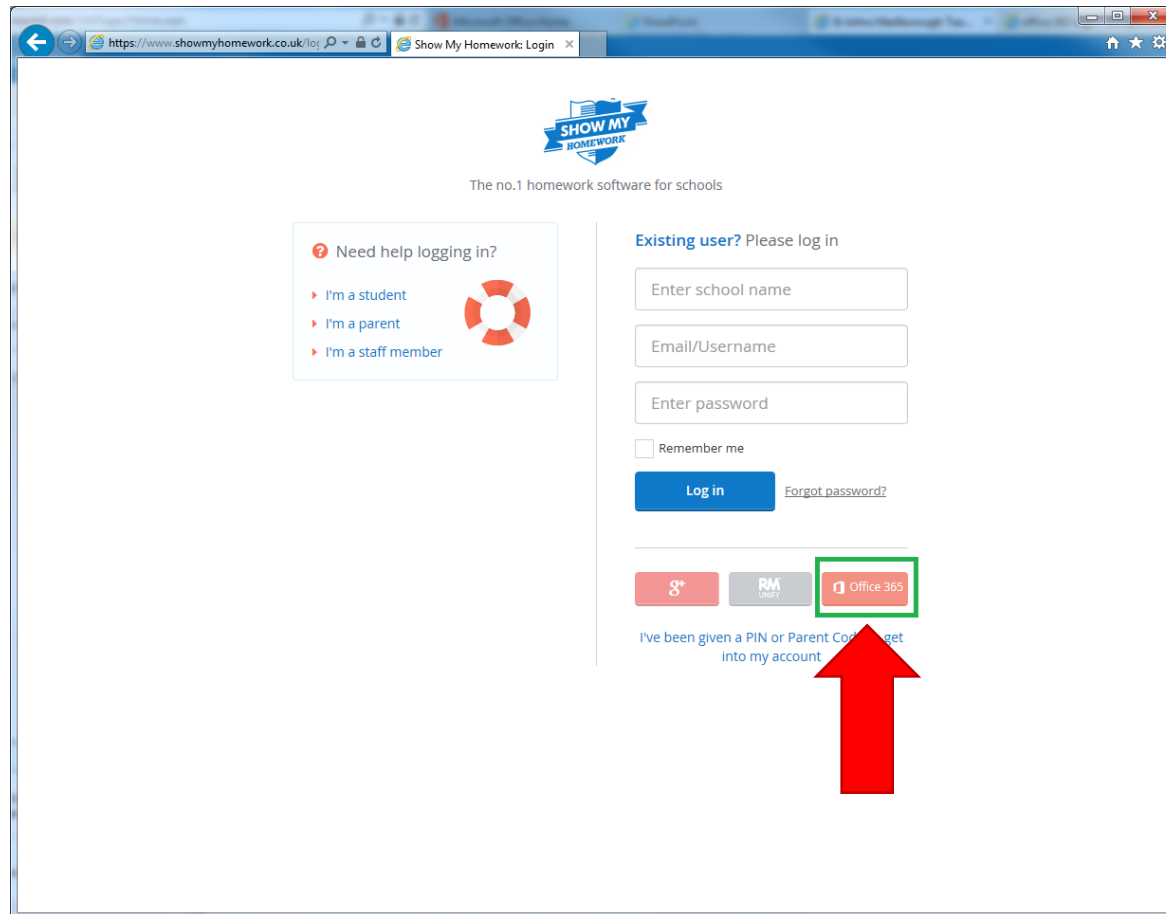 https://www.showmyhomework.co.uk/log
Show My Homework: Login
SHOW MY
HOMEWORK
The no.1 homework software for schools
Need help logging in?
I'm a student
I'm a parent
I'm a staff member
Existing user? Please log in
Enter school name
Email/Username
Enter password
Remember me
Log in Forgot password?
g+
RM
UNIFY
Office 365
I've been given a PIN or Parent get
into my account